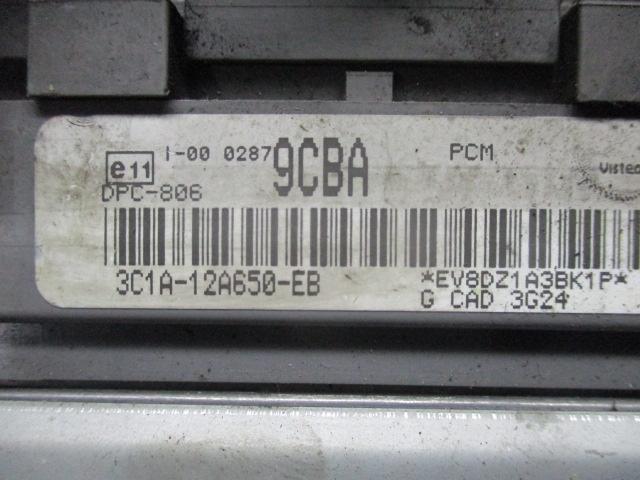 e11 I-00 0287 9CBA PCM
DPC-806
3C1A-12A650-EB *EV8DZ1A3BK1P*
G CAD 3G24